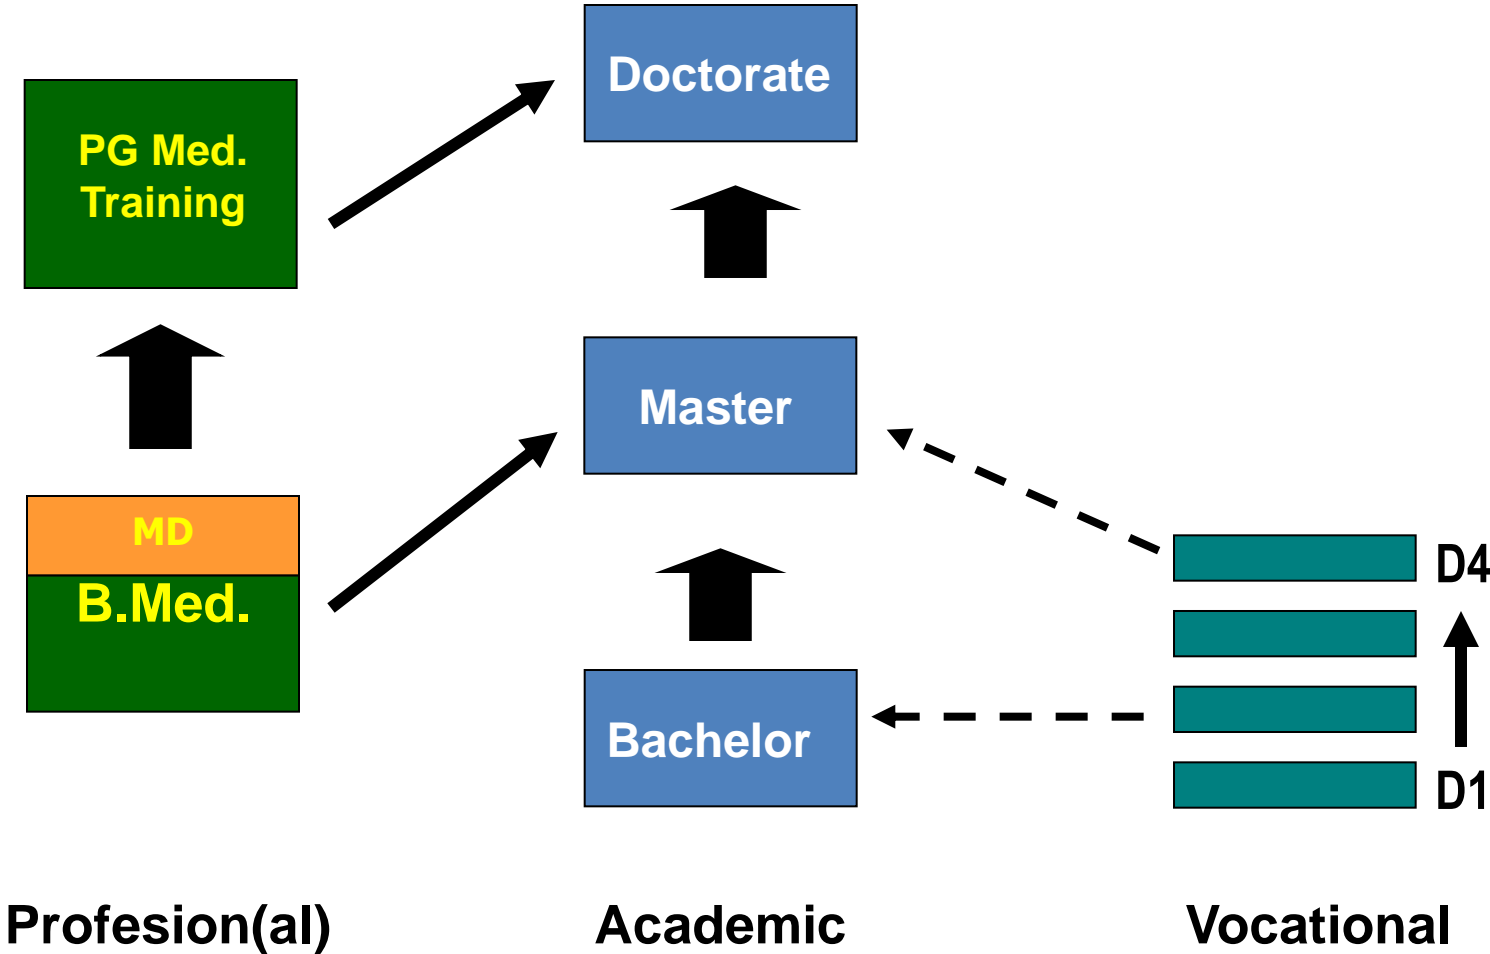 Doctorate
PG Med.
Training
Master
MD
B.Med.
D4
Bachelor
D1
Profesion(al)
Academic
Vocational